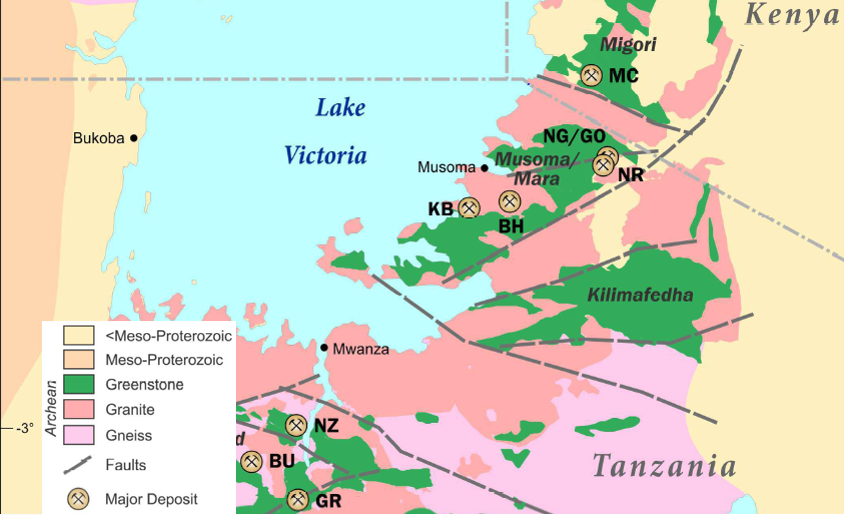 Kenya
Migori
MC
Lake
Victoria
Bukoba
NG/GO
Musoma
Musoma/
Mara
NR
KB
BH
Kilimafedha
<Meso-Proterozoic
Meso-Proterozoic
Greenstone
Granite
Gneiss
Archean
Faults
Major Deposit
Mwanza
-3°
NZ
d
BU
GR
Tanzania